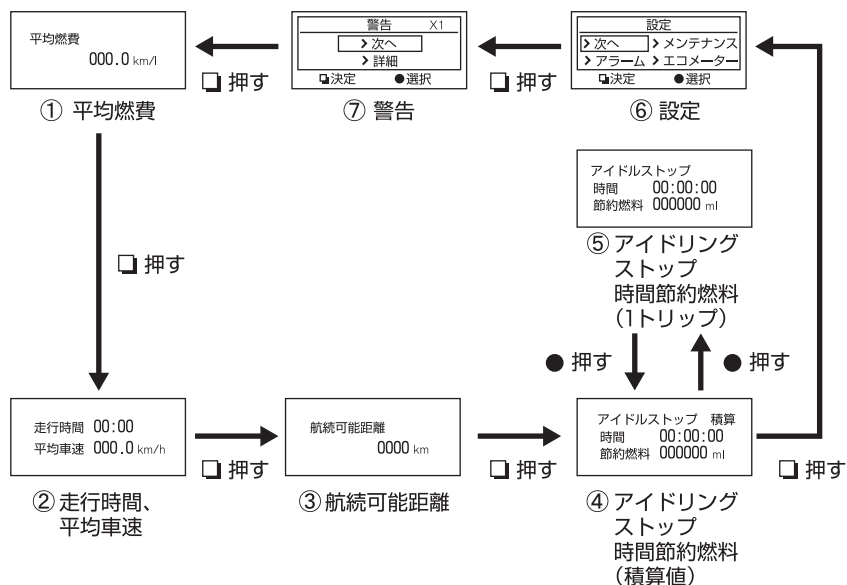 平均燃費
000.0 km/l
① 平均燃費
警告 X1
>次へ
>詳細
❏決定 ●選択
⑦ 警告
設定
>次へ >メンテナンス
>アラーム >エコメーター
❏決定 ●選択
⑥ 設定
❏ 押す
❏ 押す
❏ 押す
アイドルストップ
時間 00:00:00
節約燃料 000000 ml
⑤ アイドリング
ストップ
時間節約燃料
(1トリップ)
● 押す
● 押す
走行時間 00:00
平均車速 000.0 km/h
② 走行時間、
平均車速
❏ 押す
航続可能距離
0000 km
③ 航続可能距離
❏ 押す
アイドルストップ 積算
時間 00:00:00
節約燃料 000000 ml
④ アイドリング
ストップ
時間節約燃料
(積算値)
❏ 押す